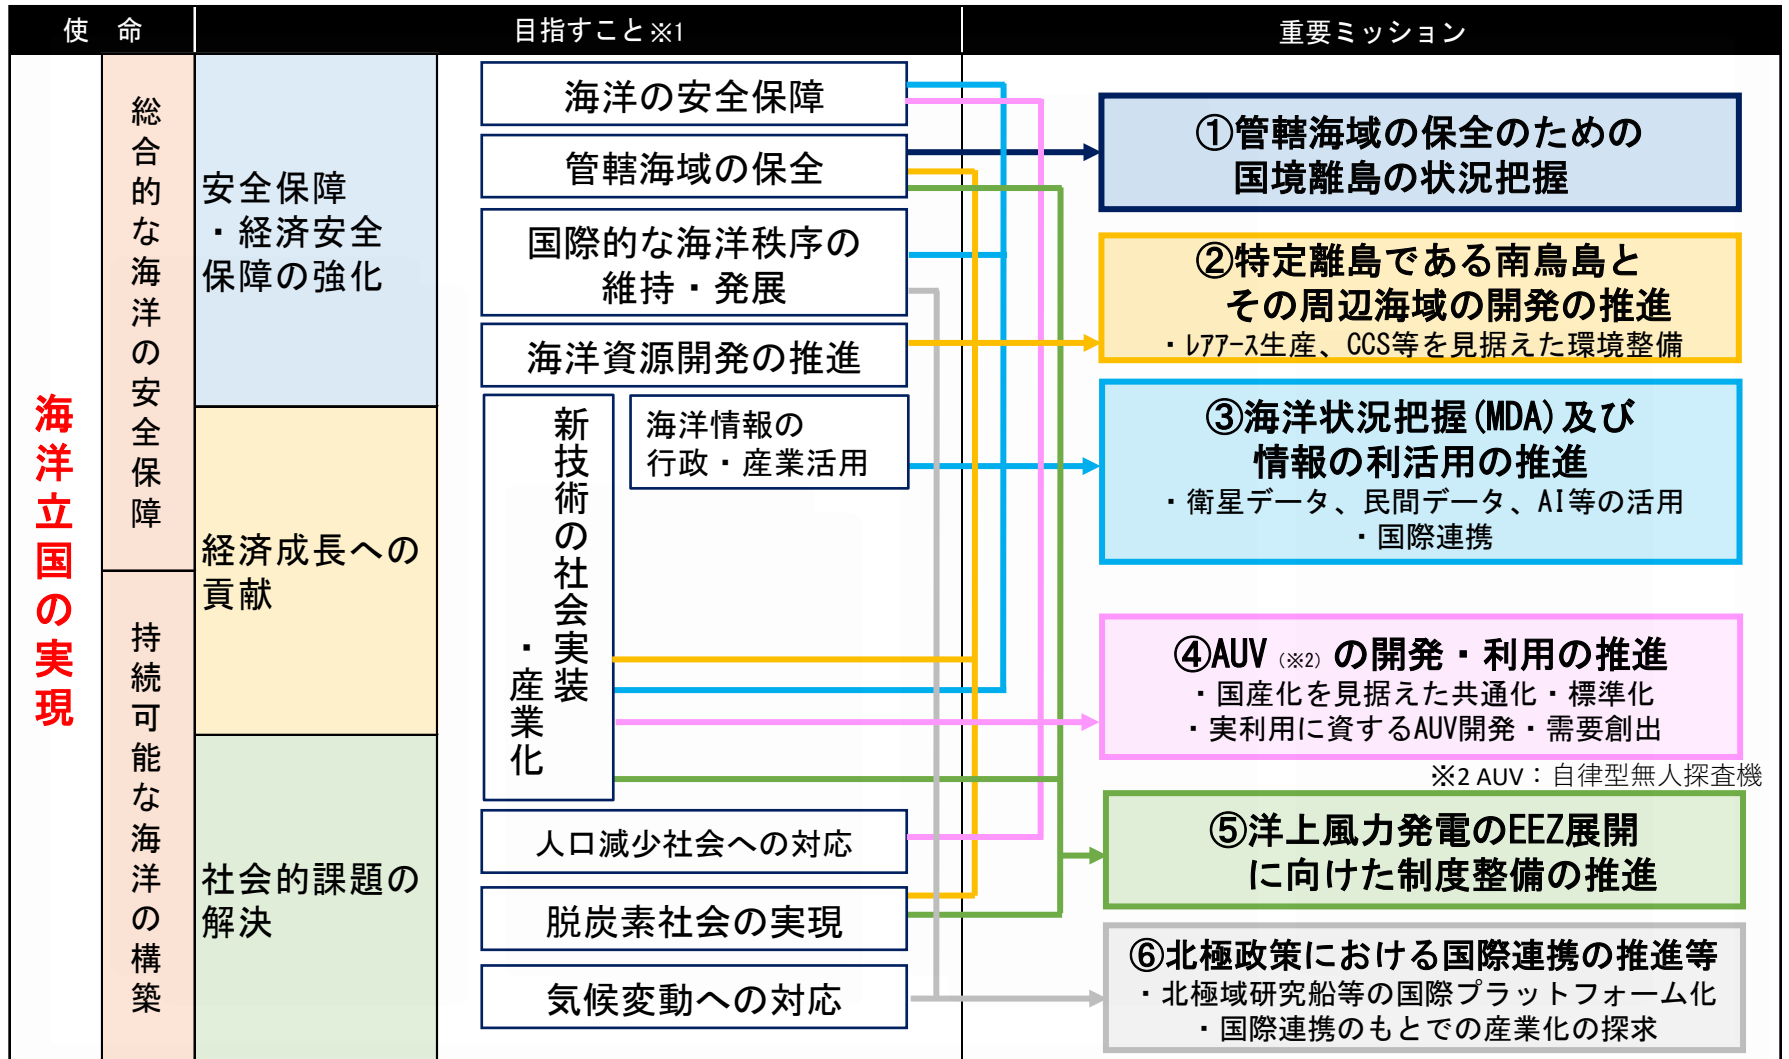 使 命
目指すこと※1
重要ミッション
海洋立国の実現
総合的な海洋の安全保障
持続可能な海洋の構築
安全保障
・経済安全
保障の強化
経済成長への
貢献
社会的課題の
解決
海洋の安全保障
管轄海域の保全
国際的な海洋秩序の
維持・発展
海洋資源開発の推進
新技術の社会実装
・産業化
海洋情報の
行政・産業活用
人口減少社会への対応
脱炭素社会の実現
気候変動への対応
①管轄海域の保全のための
国境離島の状況把握
②特定離島である南鳥島と
その周辺海域の開発の推進
・ﾚｱｱｰｽ生産、CCS等を見据えた環境整備
③海洋状況把握(MDA)及び
情報の利活用の推進
・衛星データ、民間データ、AI等の活用
・国際連携
④AUV(※2)の開発・利用の推進
・国産化を見据えた共通化・標準化
・実利用に資するAUV開発・需要創出
※2 AUV：自律型無人探査機
⑤洋上風力発電のEEZ展開
に向けた制度整備の推進
⑥北極政策における国際連携の推進等
・北極域研究船等の国際プラットフォーム化
・国際連携のもとでの産業化の探求